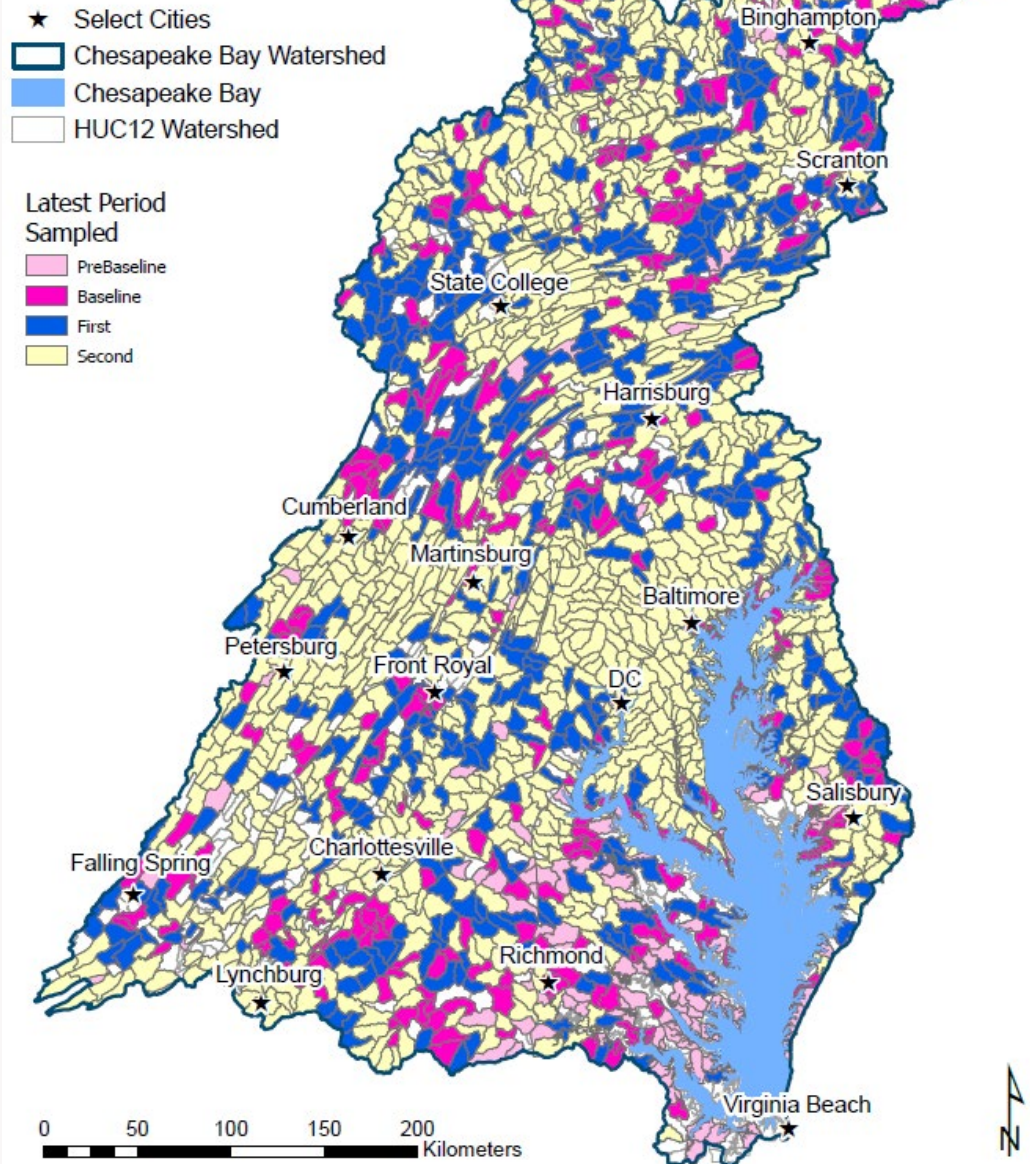 Select Cities
Chesapeake Bay Watershed
Chesapeake Bay
HUC12 Watershed
Latest Period
Sampled
PreBaseline
Baseline
First
Second
Binghampton
Scranton
State College
Harrisburg
Cumberland
Martinsburg
Baltimore
Petersburg
Front Royal
DC
Salisbury
Charlottesville
Falling Spring
Richmond
Lynchburg
Virginia Beach
0 50 100 150 200
Kilometers
N